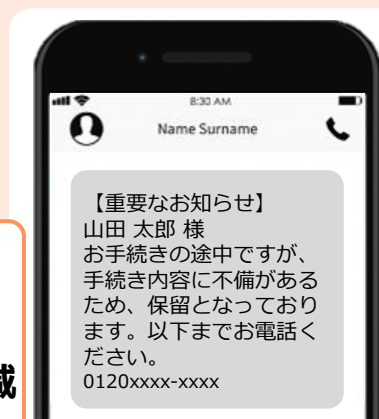 8:30 AM
Name Surname
【重要なお知らせ】
山田 太郎 様
お手続きの途中ですが、
手続き内容に不備がある
ため、保留となっており
ます。以下までお電話く
ださい。
0120xxxx-xxxx